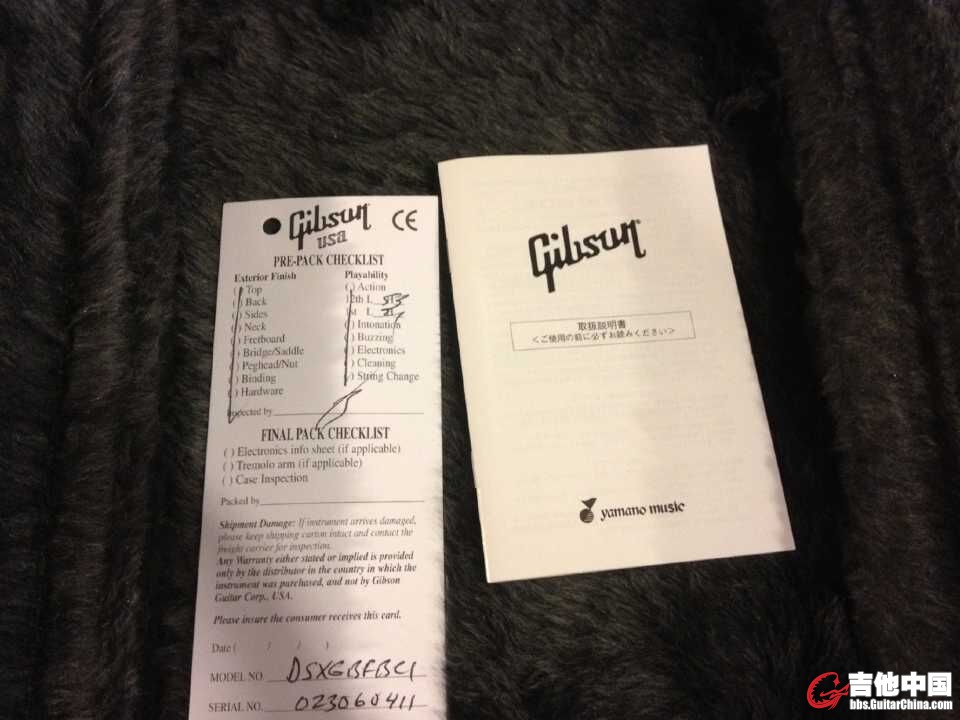 Gibson
usa
CE
PRE-PACK CHECKLIST
Exterior Finish
( ) Top
( ) Back
( ) Sides
( ) Neck
( ) Fretboard
( ) Bridge/Saddle
( ) Peghead/Nut
( ) Binding
( ) Hardware
Playability
( ) Action
12th L
1st L
( ) Intonation
( ) Buzzing
( ) Electronics
( ) Cleaning
( ) String Change
Inspected by
FINAL PACK CHECKLIST
( ) Electronics info sheet (if applicable)
( ) Tremolo arm (if applicable)
( ) Case Inspection
Packed by
Shipment Damage: If instrument arrives damaged,
please keep shipping carton intact and contact the
freight carrier for inspection.
Any Warranty either stated or implied is provided
only by the distributor in the country in which the
instrument was purchased, and not by Gibson
Guitar Corp., USA.
Please insure the consumer receives this card.
Date ( / / )
MODEL NO. DSXGBFBC1
SERIAL NO. 023060411
Gibson
取扱説明書
＜ご使用の前に必ずお読みください＞
yamano music
吉他中国
bbs.GuitarChina.com